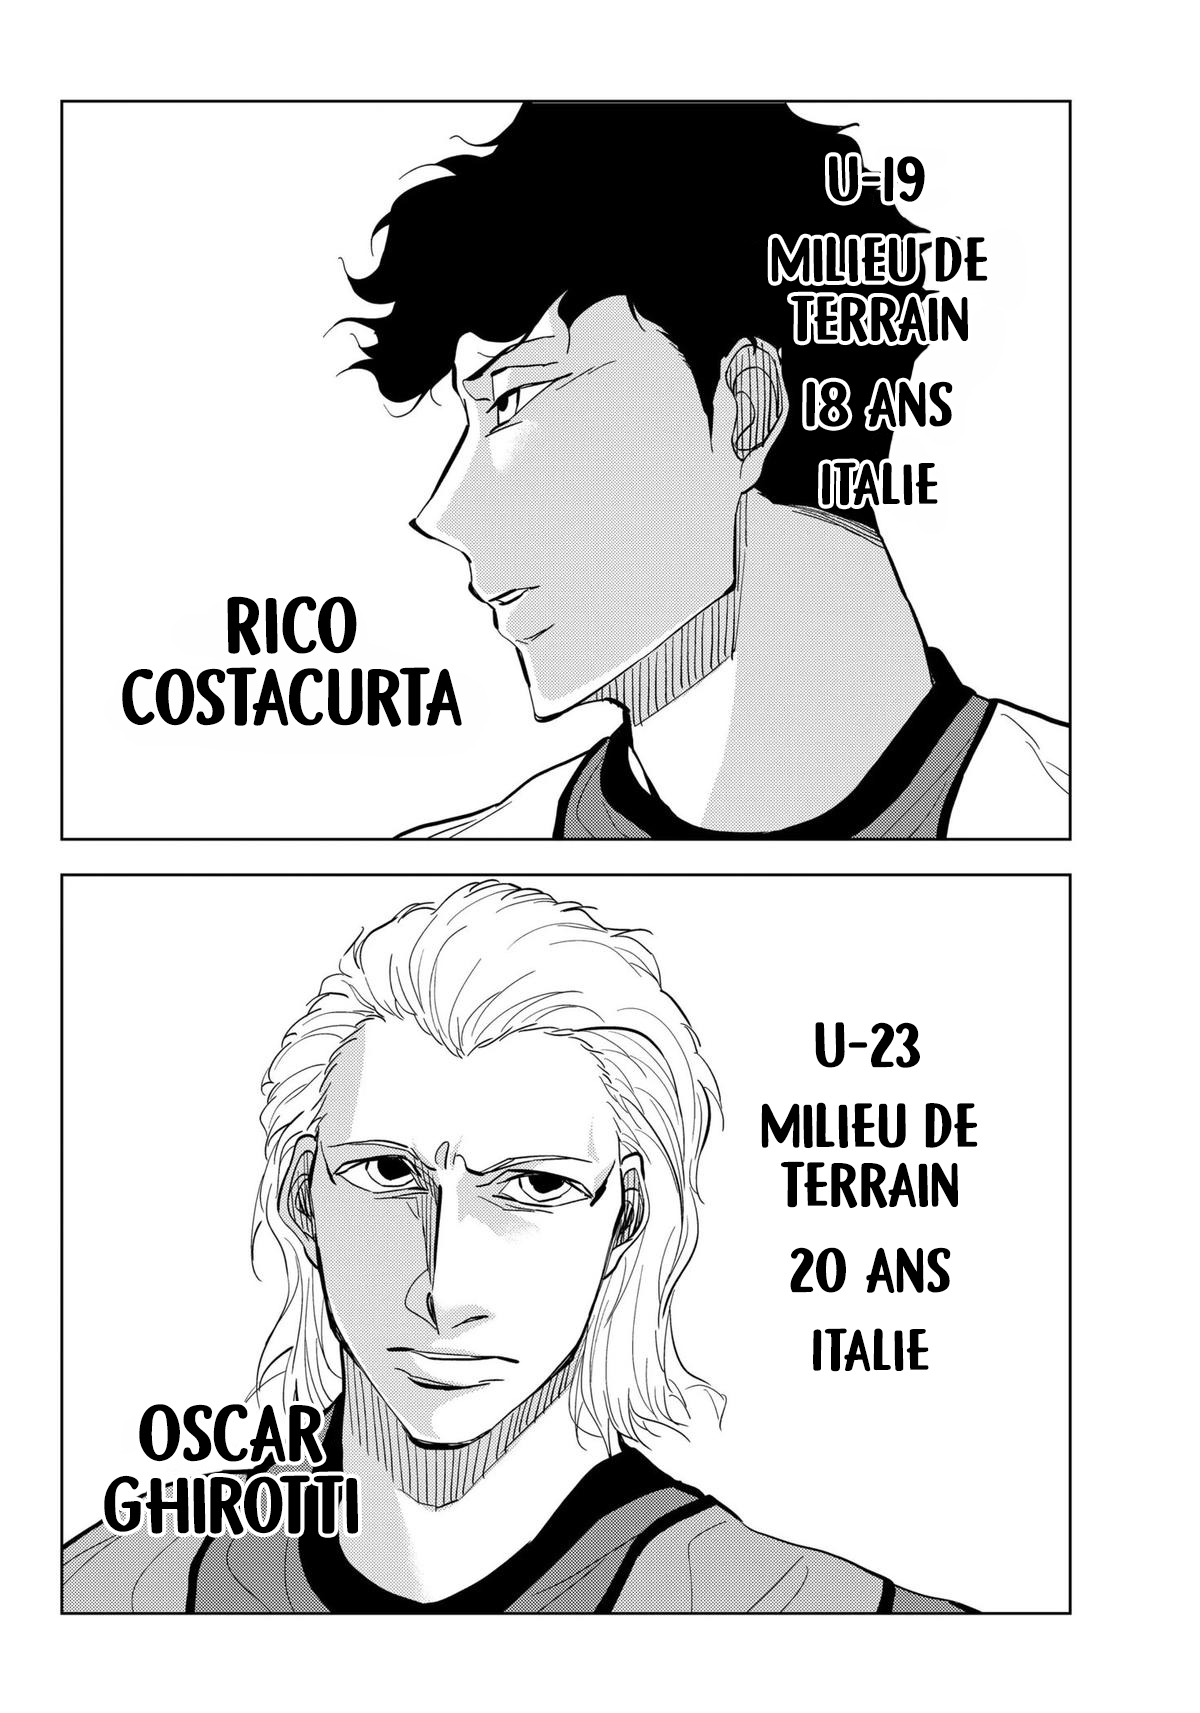 U-19
MILIEU DE
TERRAIN
18 ANS
ITALIE
RICO
COSTACURTA
U-23
MILIEU DE
TERRAIN
20 ANS
ITALIE
OSCAR
GHIROTTI